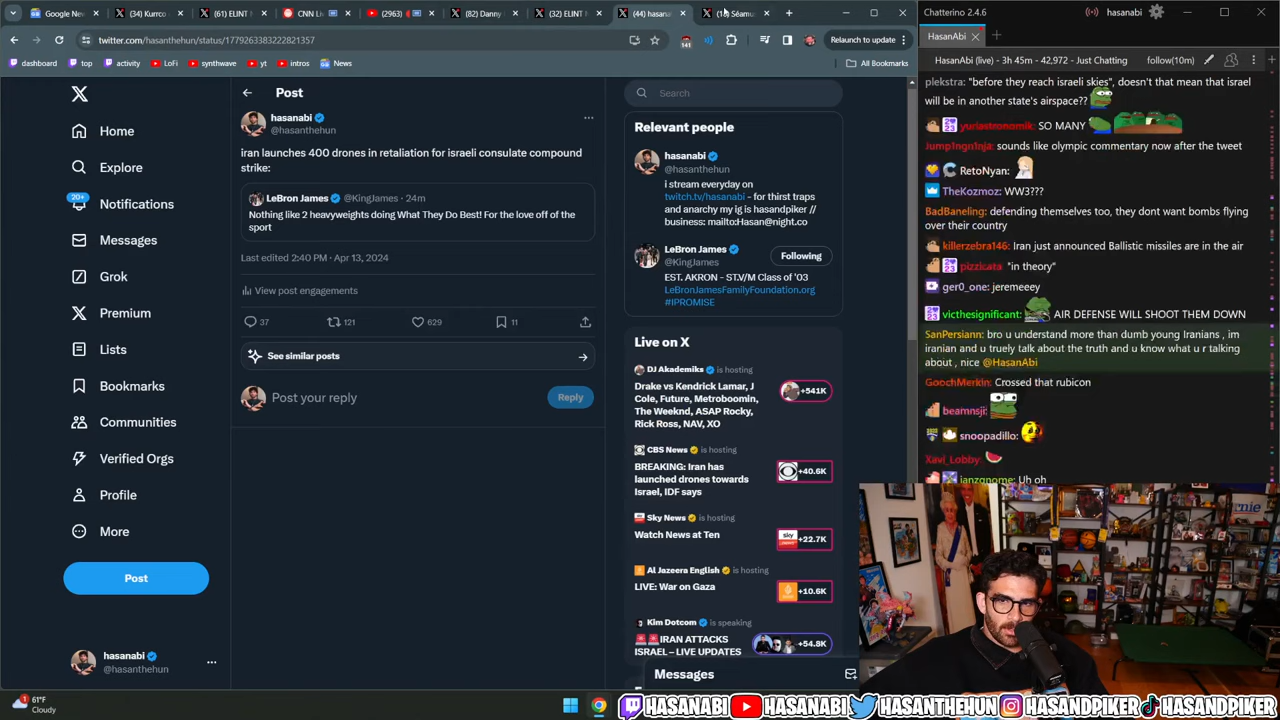 Google New
(34) Kurrco
(61) ELINT
CNN L
(2963)
(82) Danny
(32) ELINT
(44) hasana
Séamu
twitter.com/hasanthehun/status/1779263383222821357
141
Relaunch to update
dashboard
top
activity
LoFi
synthwave
yt
intros
News
All Bookmarks
Home
Explore
20+
Notifications
Messages
Grok
Premium
Lists
Bookmarks
Communities
Verified Orgs
Profile
More
Post
hasanabi
@hasanthehun
Post
hasanabi
@hasanthehun
iran launches 400 drones in retaliation for israeli consulate compound
strike:
LeBron James @KingJames · 24m
Nothing like 2 heavyweights doing What They Do Best! For the love off of the
sport
Last edited 2:40 PM · Apr 13, 2024
View post engagements
37
121
629
11
See similar posts
Post your reply
Reply
Search
Relevant people
hasanabi
@hasanthehun
i stream everyday on
twitch.tv/hasanabi - for thirst traps
and anarchy my ig is hasandpiker //
business: mailto:Hasan@night.co
LeBron James
@KingJames
Following
EST. AKRON - ST.V/M Class of '03
LeBronJamesFamilyFoundation.org
#IPROMISE
Live on X
DJ Akademiks is hosting
Drake vs Kendrick Lamar, J
Cole, Future, Metroboomin,
The Weeknd, ASAP Rocky,
Rick Ross, NAV, XO
+541K
CBS News is hosting
BREAKING: Iran has
launched drones towards
Israel, IDF says
+40.6K
Sky News is hosting
Watch News at Ten
sky
+22.7K
Al Jazeera English is hosting
LIVE: War on Gaza
+10.6K
Kim Dotcom is speaking
IRAN ATTACKS
ISRAEL – LIVE UPDATES
+54.8K
Messages
Chatterino 2.4.6
hasanabi
HasanAbi
HasanAbi (live) - 3h 45m - 42,972 - Just Chatting
follow(10m)
plekstra: "before they reach israeli skies", doesn't that mean that israel
will be in another state's airspace??
yuriastronomik: SO MANY
Jump1ngn1nja: sounds like olympic commentary now after the tweet
RetoNyan:
TheKozmoz: WW3???
BadBaneling: defending themselves too, they dont want bombs flying
over their country
killerzebra146: Iran just announced Ballistic missiles are in the air
pizzicata "in theory"
ger0_one: jeremeeey
victhesignificant: AIR DEFENSE WILL SHOOT THEM DOWN
SanPersiann: bro u understand more than dumb young Iranians , im
iranian and u truely talk about the truth and u know what u r talking
about , nice @HasanAbi
GoochMerkin: Crossed that rubicon
beamnsji:
snoopadillo:
Xavi_Lobby
ianzgnome: Uh oh
ernie
61°F
Cloudy
HASANABI
HASANABI
HASANTHEHUN
HASANDPIKER
HASANDPIKER